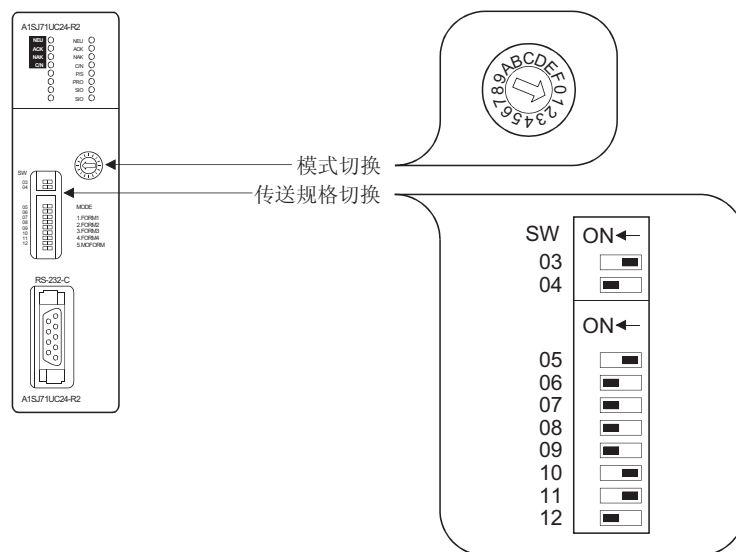 A1SJ71UC24-R2
NEU NEU
ACK ACK
NAK NAK
C/N C/N
P/S
PRO
SIO
SIO
SW
03
04
05
06
07
08
09
10
11
12
MODE
1.FORM1
2.FORM2
3.FORM3
4.FORM4
5.MOFORM
RS-232-C
A1SJ71UC24-R2
模式切换
传送规格切换
0123456789ABCDEF
SW ON
03
04
ON
05
06
07
08
09
10
11
12